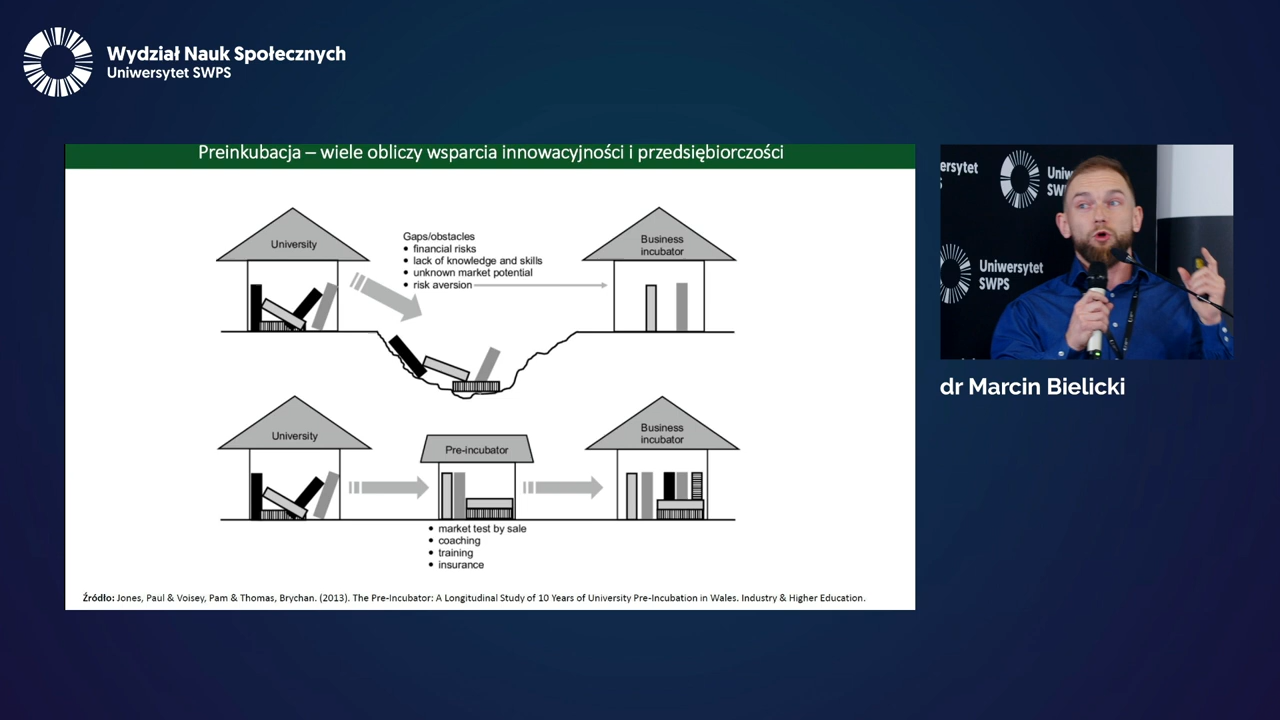 Wydział Nauk Społecznych
Uniwersytet SWPS
Preinkubacja – wiele obliczy wsparcia innowacyjności i przedsiębiorczości
University
Gaps/obstacles
• financial risks
• lack of knowledge and skills
• unknown market potential
• risk aversion
Business
incubator
University
Pre-incubator
Business
incubator
• market test by sale
• coaching
• training
• insurance
Źródło: Jones, Paul & Voisey, Pam & Thomas, Brychan. (2013). The Pre-Incubator: A Longitudinal Study of 10 Years of University Pre-Incubation in Wales. Industry & Higher Education.
ersytet
S
Uniw
SW
Uniwersytet
SWPS
dr Marcin Bielicki